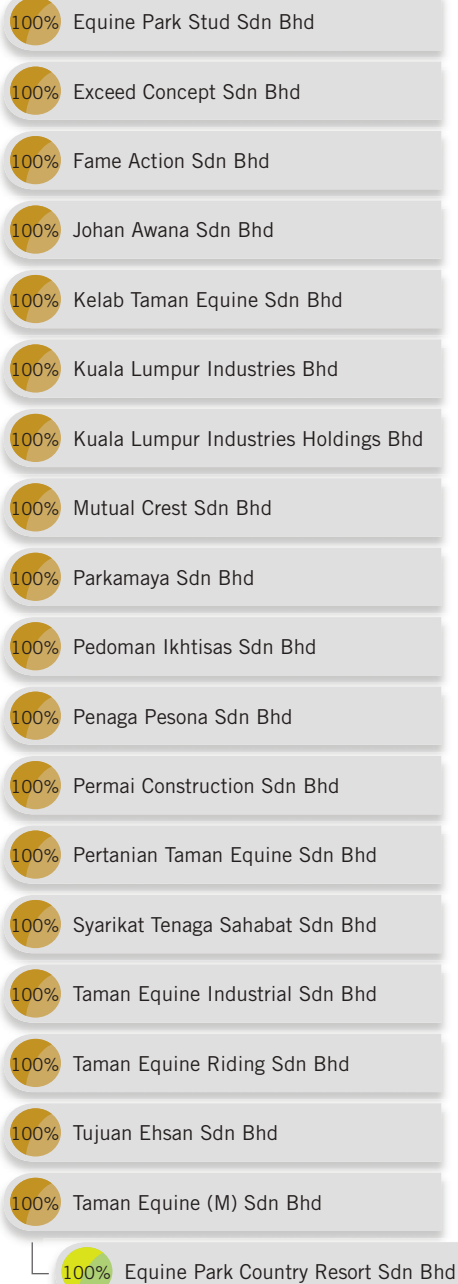 100% Equine Park Stud Sdn Bhd
100% Exceed Concept Sdn Bhd
100% Fame Action Sdn Bhd
100% Johan Awana Sdn Bhd
100% Kelab Taman Equine Sdn Bhd
100% Kuala Lumpur Industries Bhd
100% Kuala Lumpur Industries Holdings Bhd
100% Mutual Crest Sdn Bhd
100% Parkamaya Sdn Bhd
100% Pedoman Ikhtisas Sdn Bhd
100% Penaga Pesona Sdn Bhd
100% Permai Construction Sdn Bhd
100% Pertanian Taman Equine Sdn Bhd
100% Syarikat Tenaga Sahabat Sdn Bhd
100% Taman Equine Industrial Sdn Bhd
100% Taman Equine Riding Sdn Bhd
100% Tujuan Ehsan Sdn Bhd
100% Taman Equine (M) Sdn Bhd
100% Equine Park Country Resort Sdn Bhd